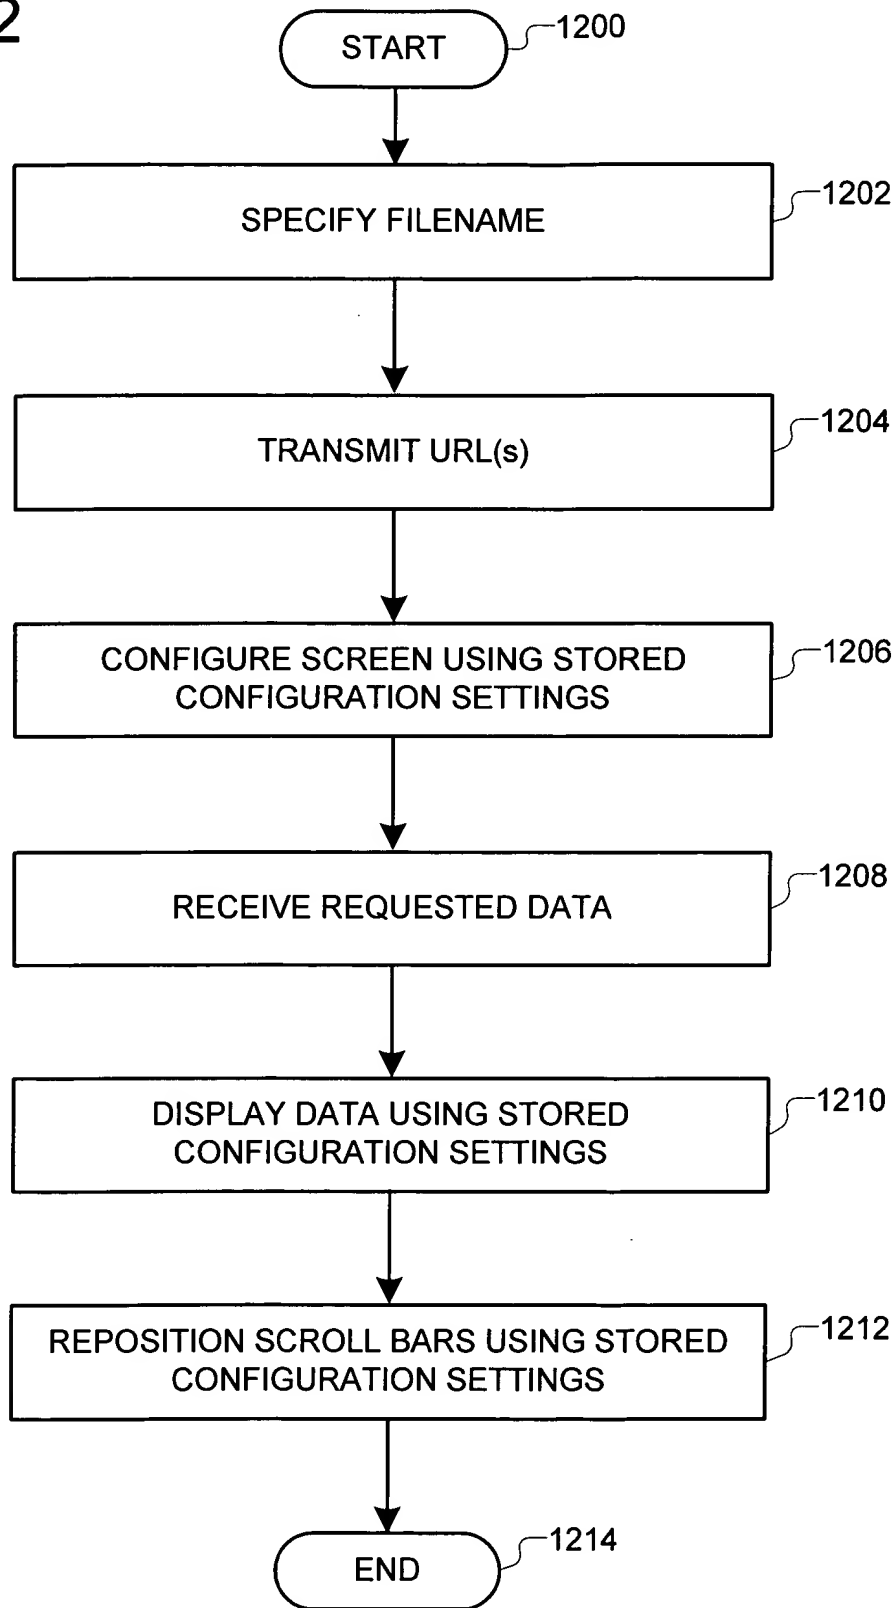 2
START
1200
SPECIFY FILENAME
1202
TRANSMIT URL(s)
1204
CONFIGURE SCREEN USING STORED
CONFIGURATION SETTINGS
1206
RECEIVE REQUESTED DATA
1208
DISPLAY DATA USING STORED
CONFIGURATION SETTINGS
1210
REPOSITION SCROLL BARS USING STORED
CONFIGURATION SETTINGS
1212
END
1214